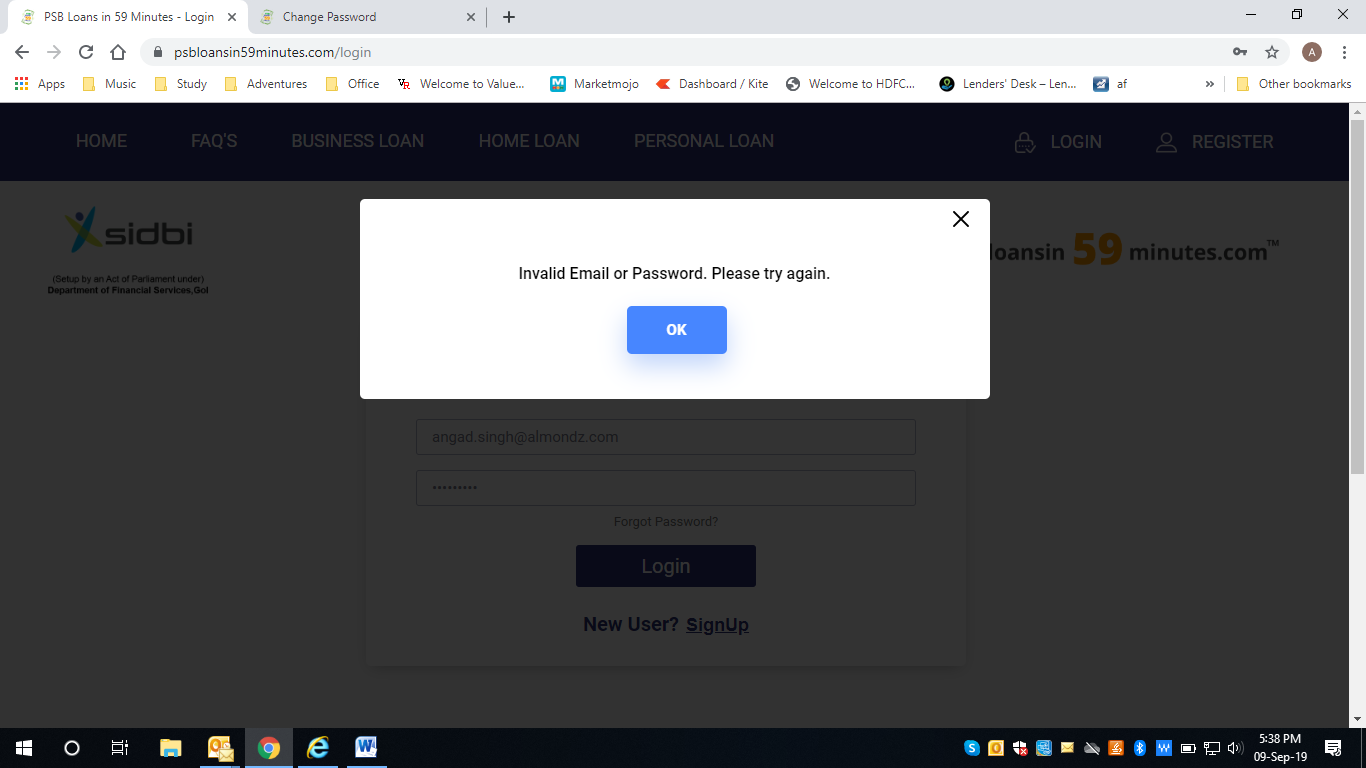 PSB Loans in 59 Minutes - Login
Change Password
psbloansin59minutes.com/login
A
Apps
Music
Study
Adventures
Office
Welcome to Value...
Marketmojo
Dashboard / Kite
Welcome to HDFC...
Lenders' Desk – Len...
af
»
Other bookmarks
HOME
FAQ'S
BUSINESS LOAN
HOME LOAN
PERSONAL LOAN
LOGIN
REGISTER
sidbi
(Setup by an Act of Parliament under)
Department of Financial Services,GoI
loansin 59 minutes.com™
Invalid Email or Password. Please try again.
OK
angad.singh@almondz.com
•••••••••
Forgot Password?
Login
New User? SignUp
5:38 PM
09-Sep-19